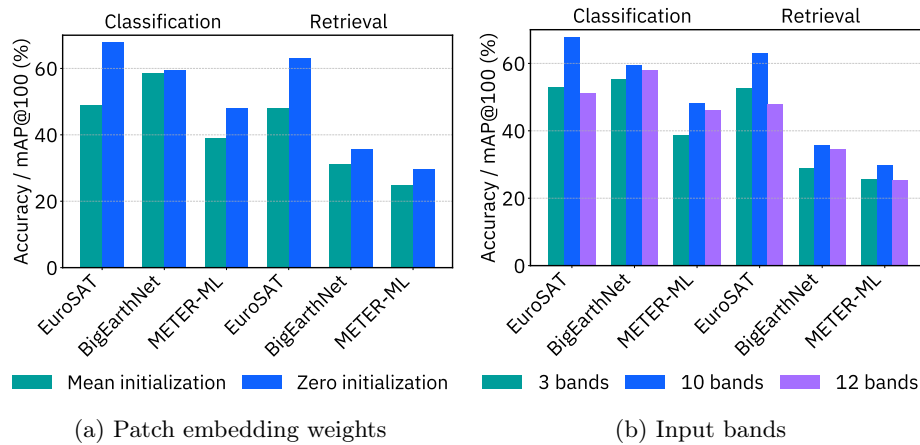 Classification Retrieval
Accuracy / mAP@100 (%)
60
40
20
0
EuroSAT
BigEarthNet
METER-ML
EuroSAT
BigEarthNet
METER-ML
Mean initialization Zero initialization
(a) Patch embedding weights
Classification Retrieval
Accuracy / mAP@100 (%)
60
40
20
0
EuroSAT
BigEarthNet
METER-ML
EuroSAT
BigEarthNet
METER-ML
3 bands 10 bands 12 bands
(b) Input bands